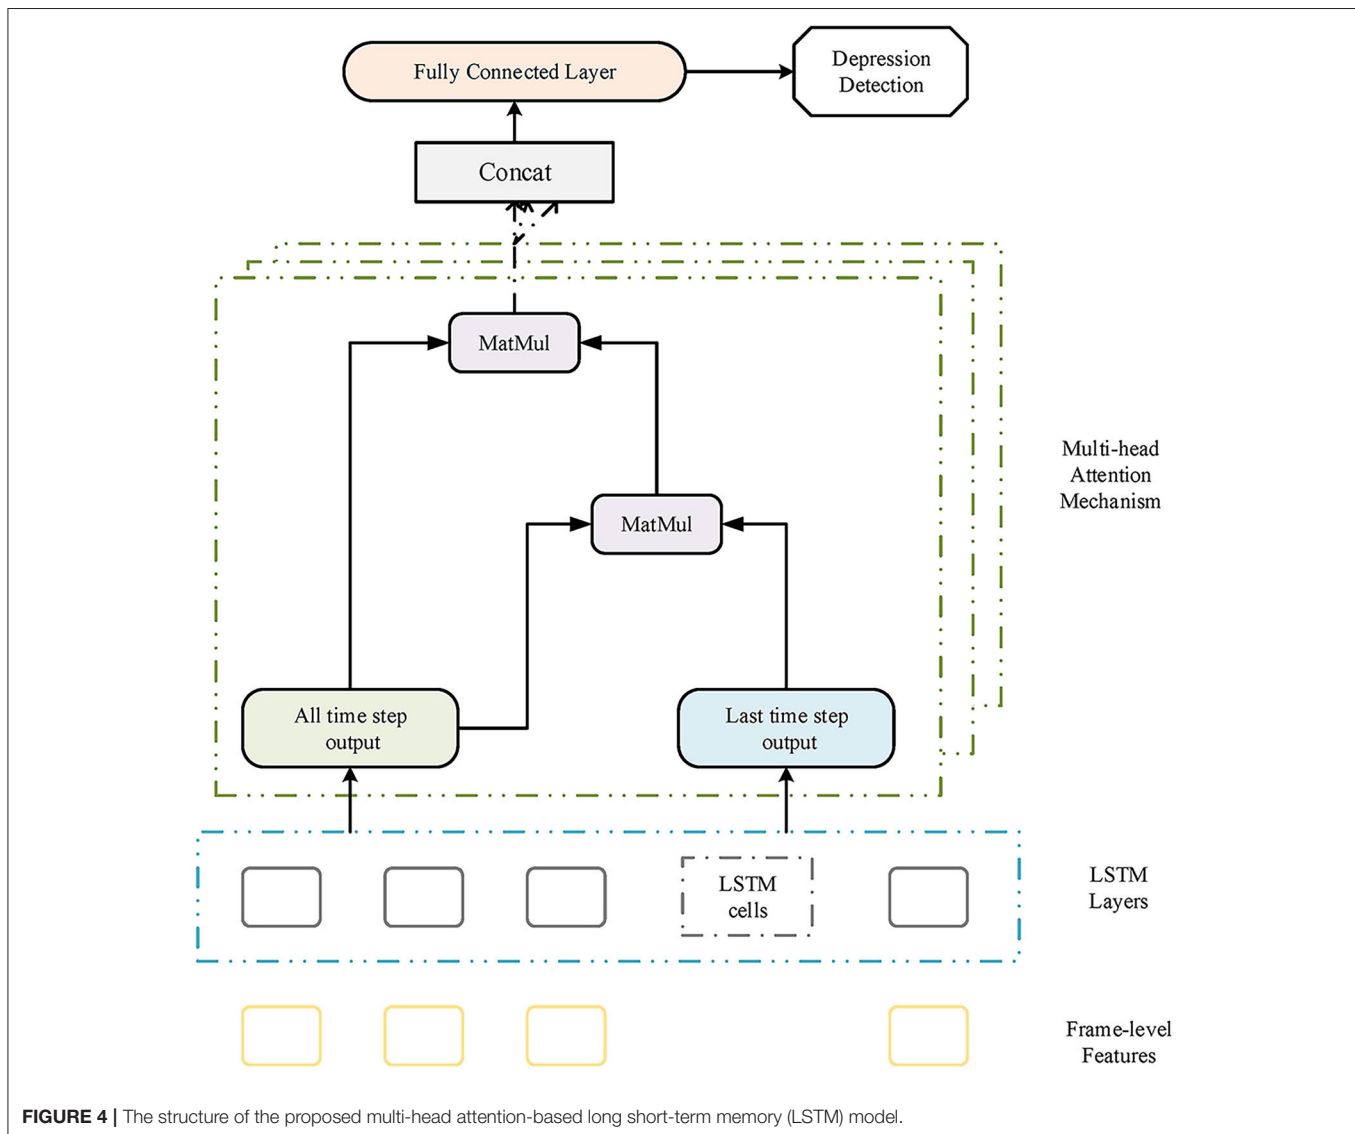 Fully Connected Layer
Depression
Detection
Concat
MatMul
Multi-head
Attention
Mechanism
MatMul
All time step
output
Last time step
output
LSTM
cells
LSTM
Layers
Frame-level
Features
FIGURE 4 | The structure of the proposed multi-head attention-based long short-term memory (LSTM) model.